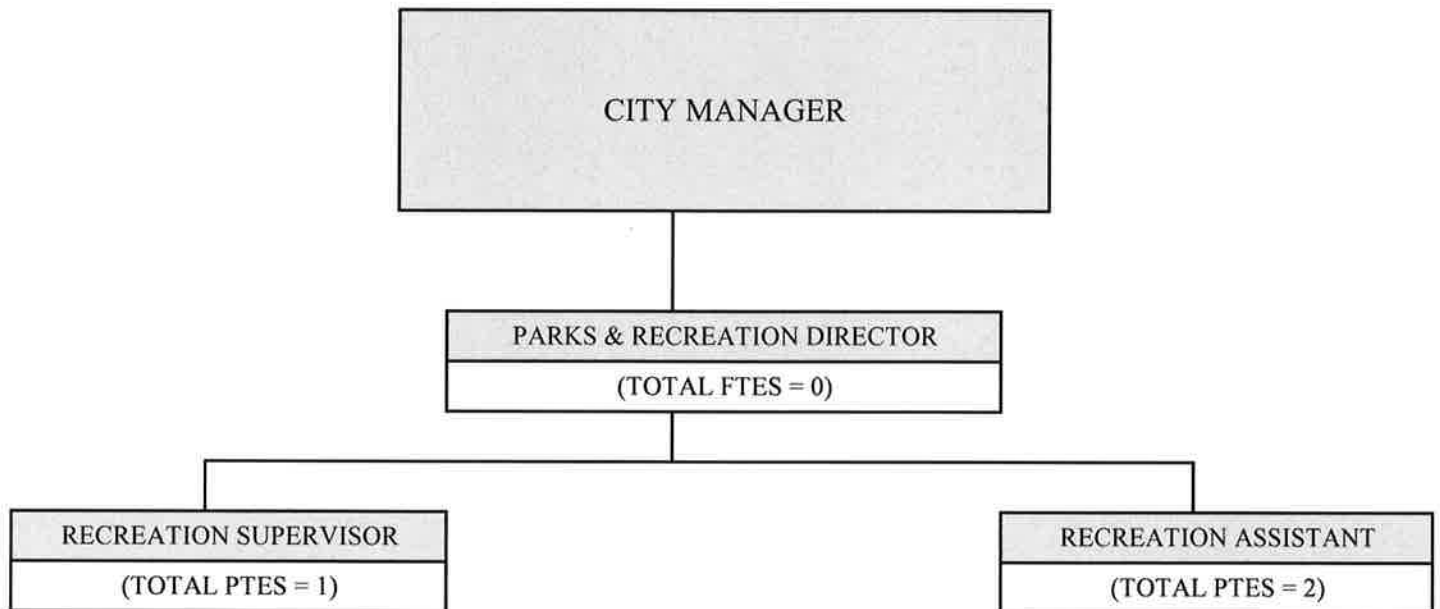 CITY MANAGER
PARKS & RECREATION DIRECTOR
(TOTAL FTES = 0)
RECREATION SUPERVISOR
(TOTAL PTES = 1)
RECREATION ASSISTANT
(TOTAL PTES = 2)